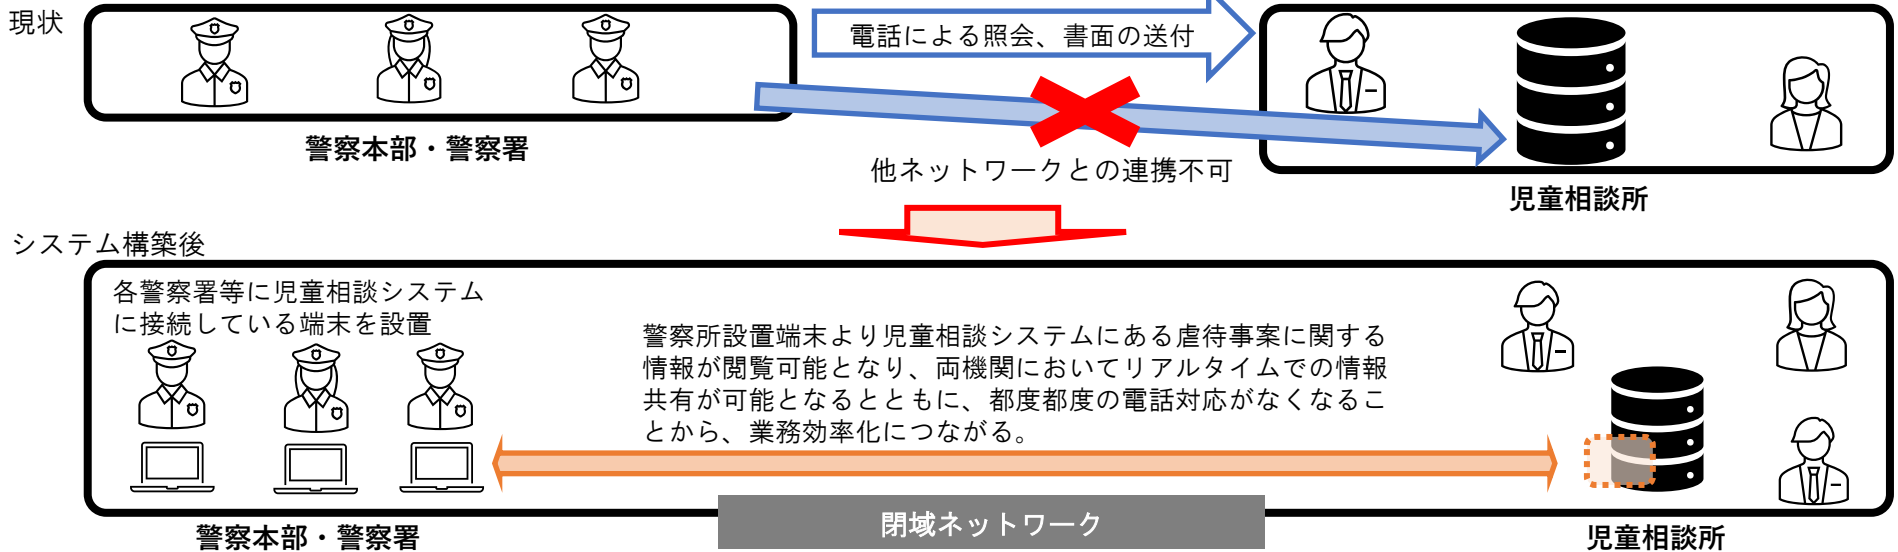 現状
電話による照会、書面の送付
警察本部・警察署
他ネットワークとの連携不可
児童相談所
システム構築後
各警察署等に児童相談システム
に接続している端末を設置
警察所設置端末より児童相談システムにある虐待事案に関する
情報が閲覧可能となり、両機関においてリアルタイムでの情報
共有が可能となるとともに、都度都度の電話対応がなくなるこ
とから、業務効率化につながる。
閉域ネットワーク
警察本部・警察署
児童相談所